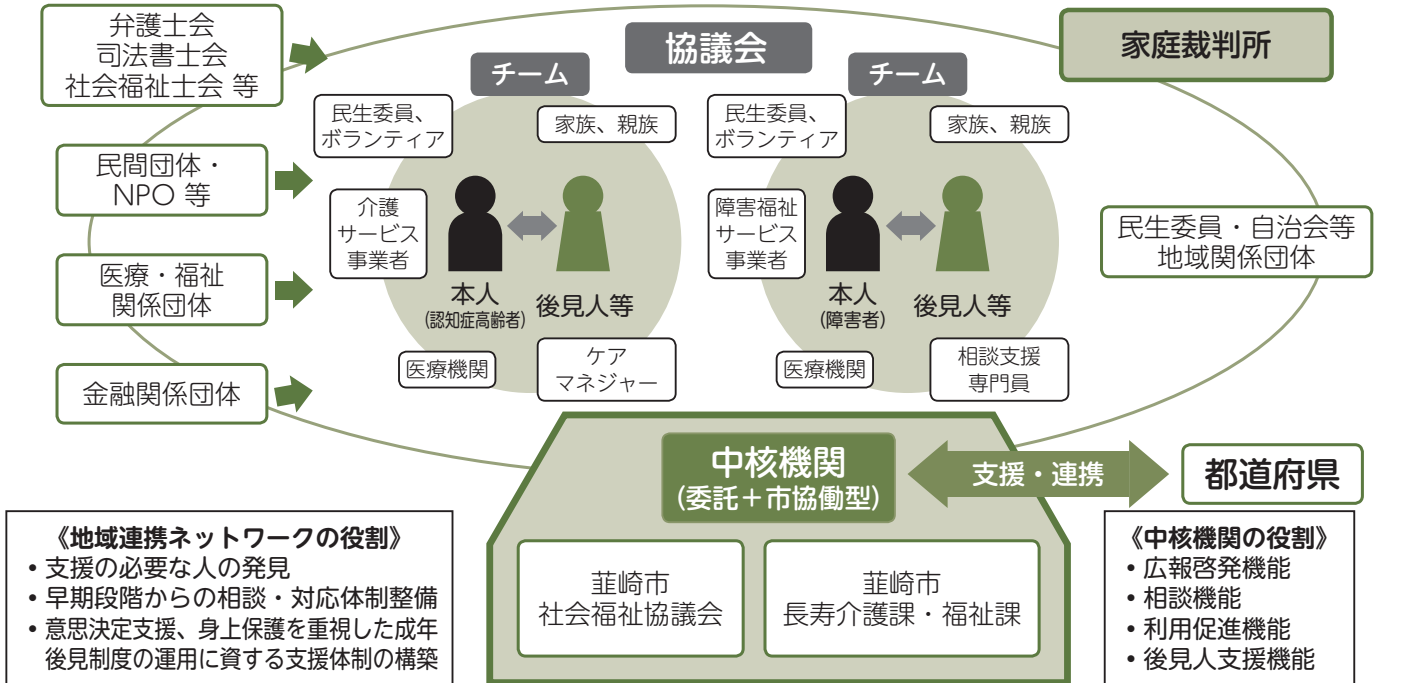 弁護士会
司法書士会
社会福祉士会 等
民間団体・
NPO 等
医療・福祉
関係団体
金融関係団体
協議会
家庭裁判所
民生委員・自治会等
地域関係団体
チーム
民生委員、
ボランティア
家族、親族
介護
サービス
事業者
本人
(認知症高齢者)
後見人等
医療機関
ケア
マネジャー
チーム
民生委員、
ボランティア
家族、親族
障害福祉
サービス
事業者
本人
(障害者)
後見人等
医療機関
相談支援
専門員
中核機関
(委託＋市協働型)
支援・連携
都道府県
韮崎市
社会福祉協議会
韮崎市
長寿介護課・福祉課
《地域連携ネットワークの役割》
• 支援の必要な人の発見
• 早期段階からの相談・対応体制整備
• 意思決定支援、身上保護を重視した成年
後見制度の運用に資する支援体制の構築
《中核機関の役割》
• 広報啓発機能
• 相談機能
• 利用促進機能
• 後見人支援機能